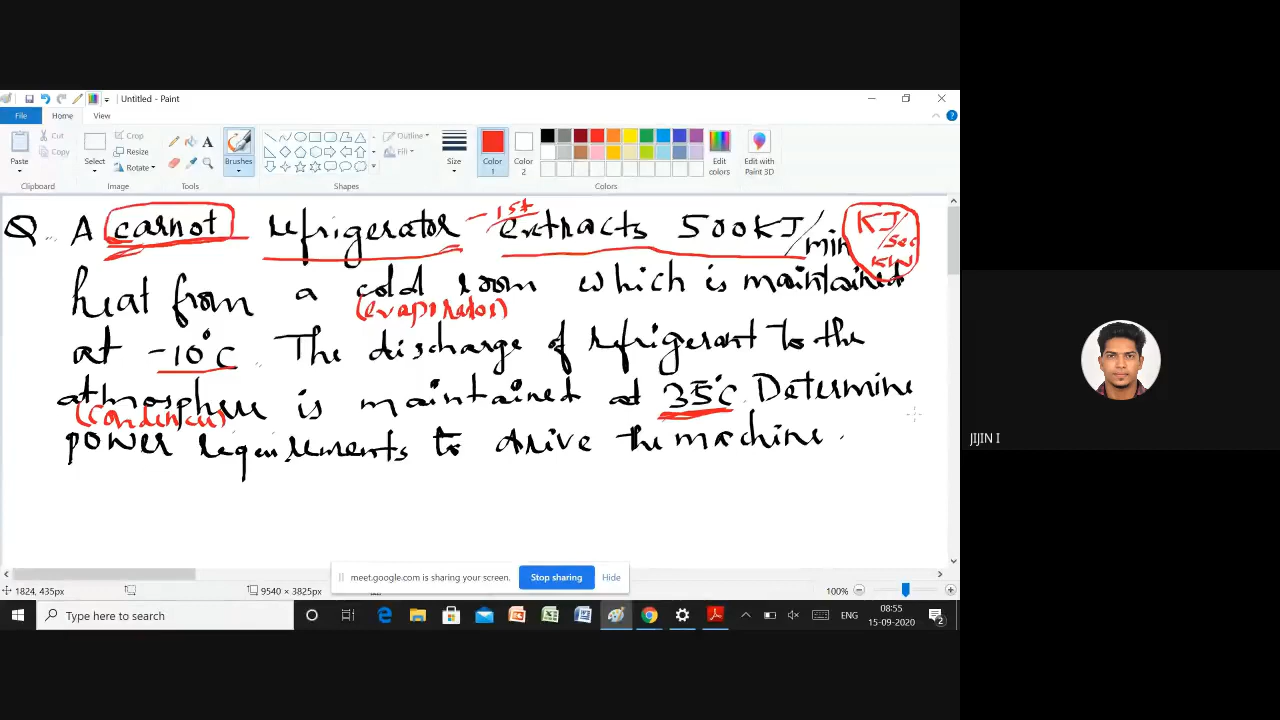 Untitled - Paint
File
Home
View
Paste
Cut
Copy
Clipboard
Select
Crop
Resize
Rotate
Image
Tools
Brushes
Shapes
Outline
Fill
Size
Color 1
Color 2
Colors
Edit colors
Edit with Paint 3D
Q. A carnot refrigerator - 1st extracts 500KJ/min KJ/sec KW
heat from a cold room which is maintained
(evaporator)
at -10°C. The discharge of refrigerant to the
atmosphere is maintained at 35°C. Determine
power requirements to drive the machine.
JIJIN I
meet.google.com is sharing your screen.
Stop sharing
Hide
1824, 435px
9540 × 3825px
100%
Type here to search
ENG
08:55
15-09-2020
2